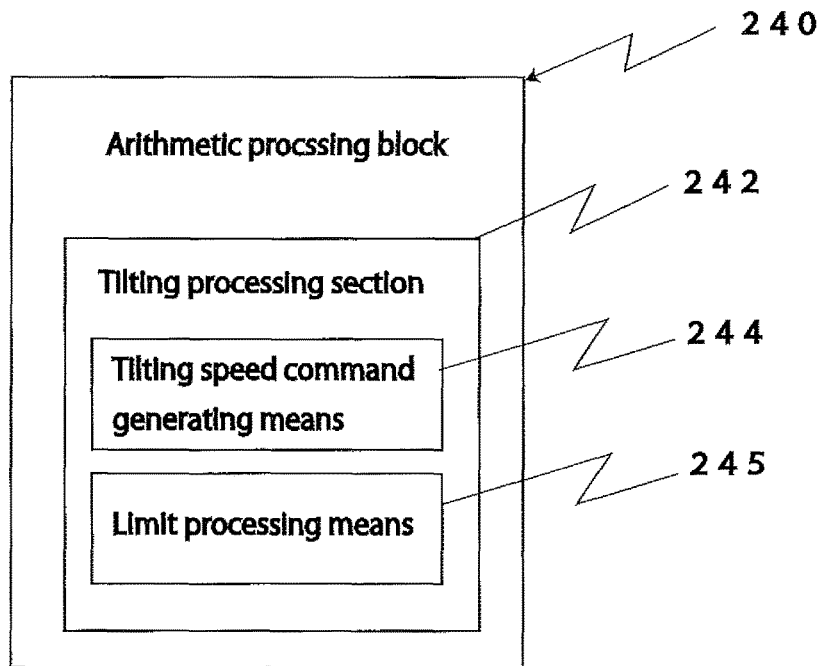 240
Arithmetic procssing block
242
Tilting processing section
244
Tilting speed command
generating means
245
Limit processing means